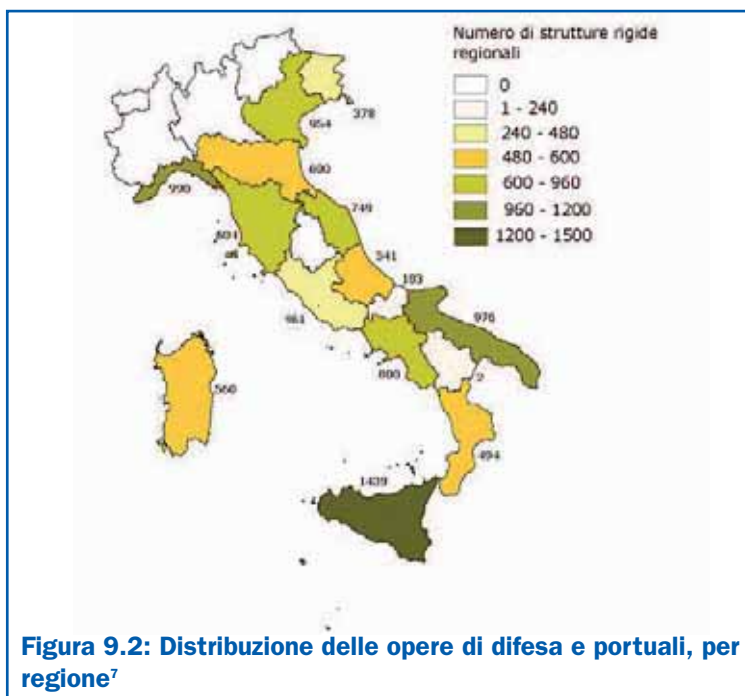 Numero di strutture rigide
regionali
0
1 - 240
240 - 480
480 - 600
600 - 960
960 - 1200
1200 - 1500
378
954
600
990
749
341
193
976
800
2
560
494
1439
Figura 9.2: Distribuzione delle opere di difesa e portuali, per
regione⁷